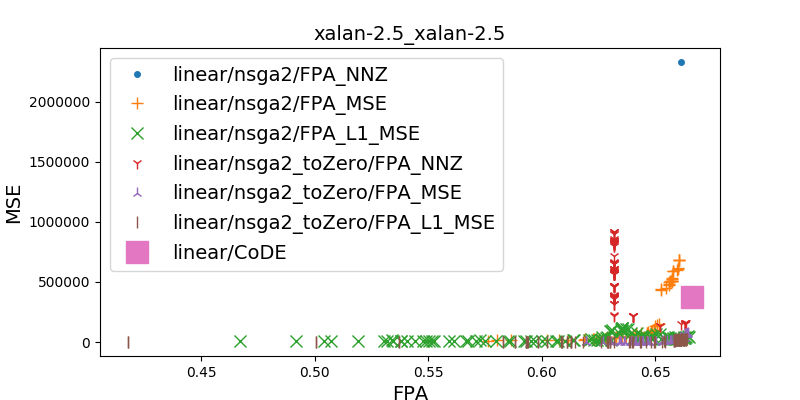 xalan-2.5_xalan-2.5
linear/nsga2/FPA_NNZ
linear/nsga2/FPA_MSE
linear/nsga2/FPA_L1_MSE
linear/nsga2_toZero/FPA_NNZ
linear/nsga2_toZero/FPA_MSE
linear/nsga2_toZero/FPA_L1_MSE
linear/CoDE
MSE
2000000
1500000
1000000
500000
0
0.45 0.50 0.55 0.60 0.65
FPA